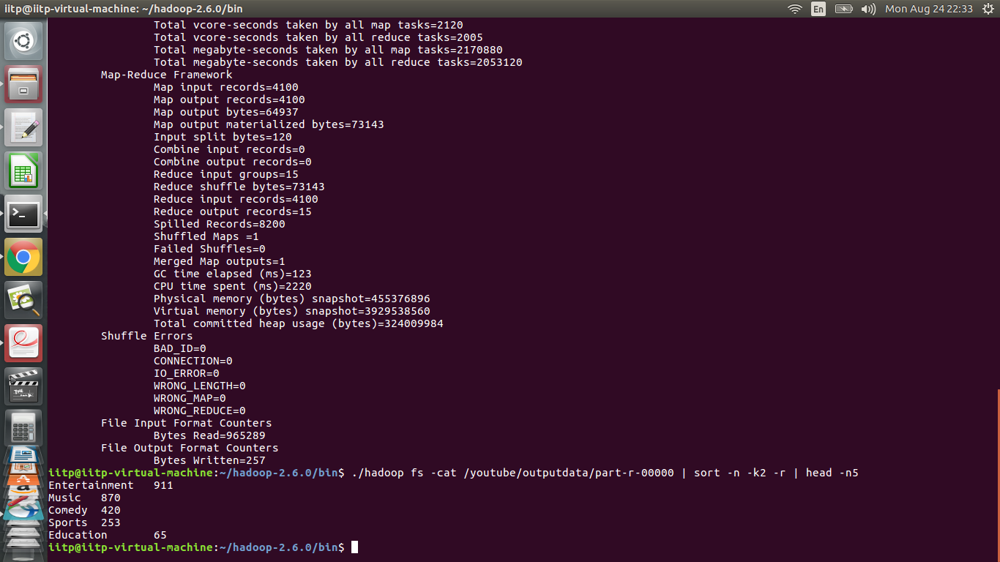 iitp@iitp-virtual-machine: ~/hadoop-2.6.0/bin
En
Mon Aug 24 22:33
Total vcore-seconds taken by all map tasks=2120
Total vcore-seconds taken by all reduce tasks=2005
Total megabyte-seconds taken by all map tasks=2170880
Total megabyte-seconds taken by all reduce tasks=2053120
Map-Reduce Framework
Map input records=4100
Map output records=4100
Map output bytes=64937
Map output materialized bytes=73143
Input split bytes=120
Combine input records=0
Combine output records=0
Reduce input groups=15
Reduce shuffle bytes=73143
Reduce input records=4100
Reduce output records=15
Spilled Records=8200
Shuffled Maps =1
Failed Shuffles=0
Merged Map outputs=1
GC time elapsed (ms)=123
CPU time spent (ms)=2220
Physical memory (bytes) snapshot=455376896
Virtual memory (bytes) snapshot=3929538560
Total committed heap usage (bytes)=324009984
Shuffle Errors
BAD_ID=0
CONNECTION=0
IO_ERROR=0
WRONG_LENGTH=0
WRONG_MAP=0
WRONG_REDUCE=0
File Input Format Counters
Bytes Read=965289
File Output Format Counters
Bytes Written=257
iitp@iitp-virtual-machine:~/hadoop-2.6.0/bin$ ./hadoop fs -cat /youtube/outputdata/part-r-00000 | sort -n -k2 -r | head -n5
Entertainment 911
Music 870
Comedy 420
Sports 253
Education 65
iitp@iitp-virtual-machine:~/hadoop-2.6.0/bin$